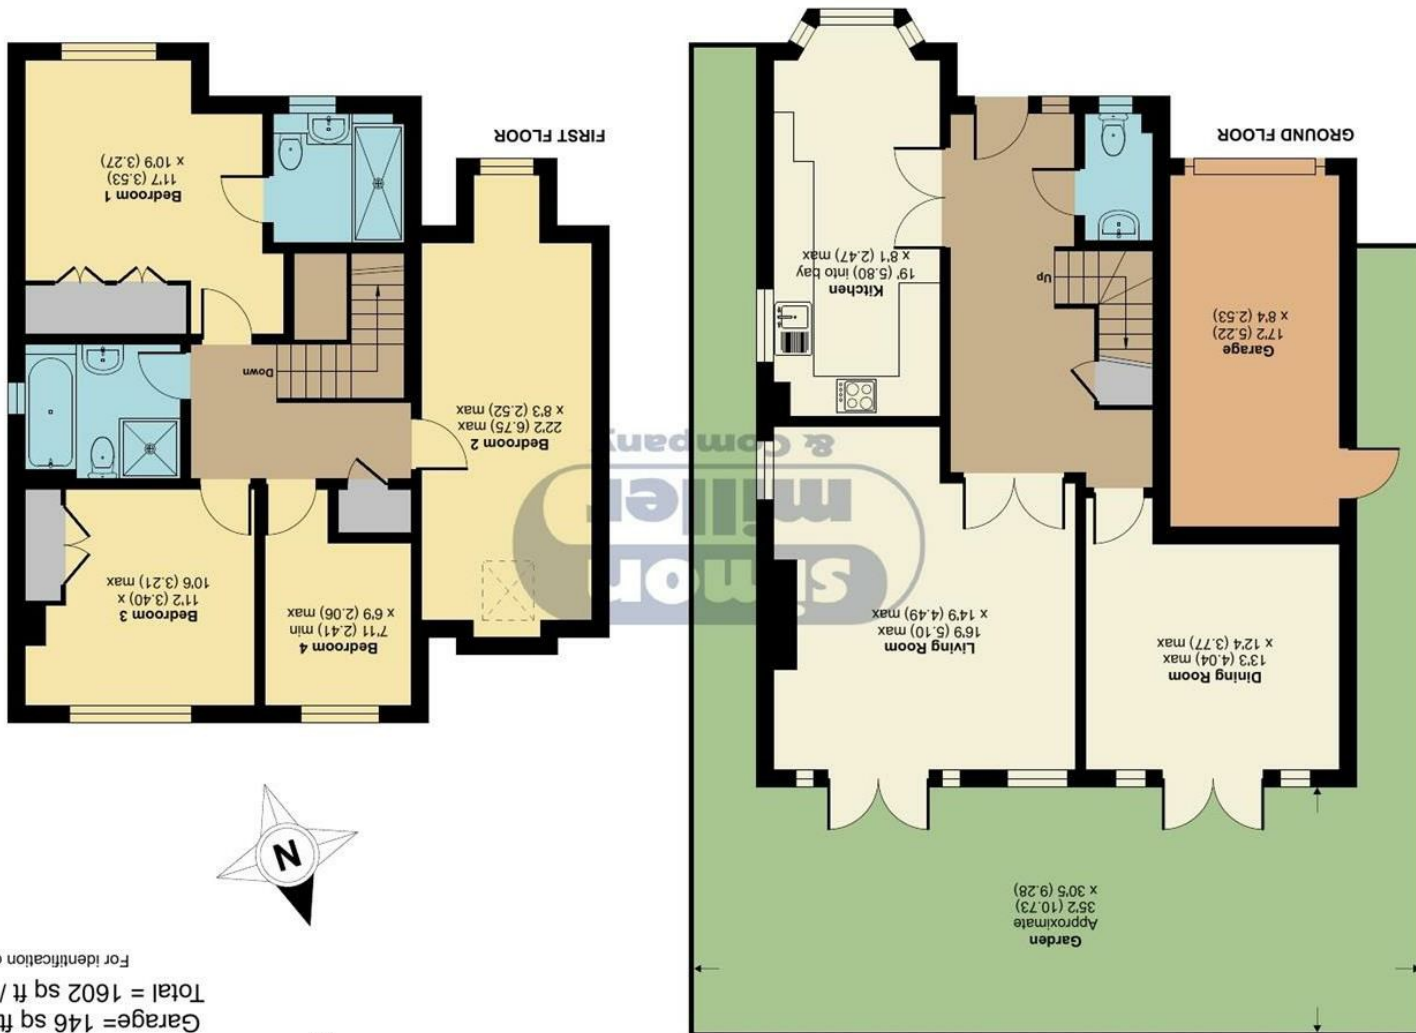 Garage= 146 sq ft
Total = 1602 sq ft /
For identification
Garden
Approximate
35'2 (10.73)
x 30'5 (9.28)
N
Dining Room
13'3 (4.04) max
x 12'4 (3.77) max
Living Room
16'9 (5.10) max
x 14'9 (4.49) max
Bedroom 4
7'11 (2.41) min
x 6'9 (2.06) max
Bedroom 3
11'2 (3.40) x
10'6 (3.21) max
simon
miller
& company
Bedroom 2
22'2 (6.75) max
x 8'3 (2.52) max
Down
Garage
17'2 (5.22)
x 8'4 (2.53)
Up
Kitchen
19' (5.80) into bay
x 8'1 (2.47) max
Bedroom 1
11'7 (3.53)
x 10'9 (3.27)
GROUND FLOOR
FIRST FLOOR